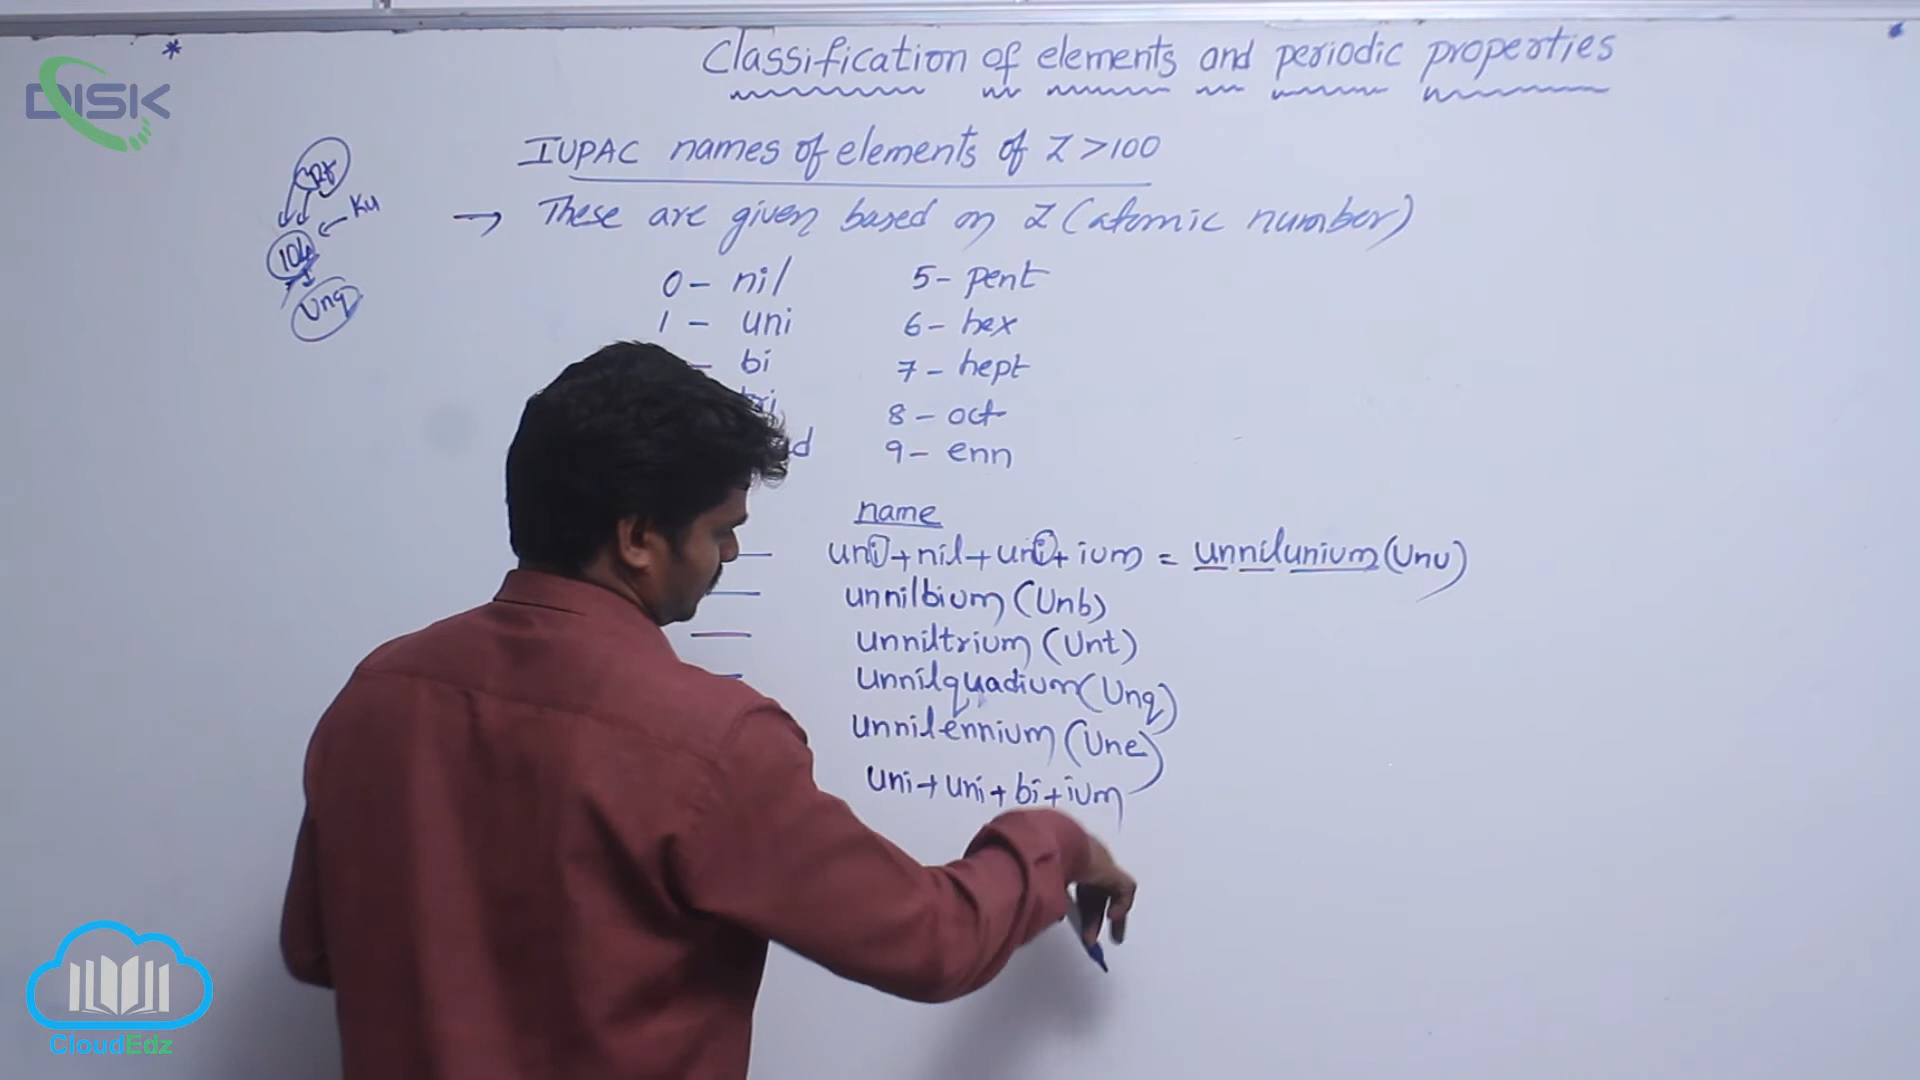 DISK
*
Classification of elements and periodic properties
IUPAC names of elements of Z >100
Ku
104
Unq
→ These are given based on Z (atomic number)
0 - nil 5 - pent
1 - uni 6 - hex
- bi 7 - hept
tri 8 - oct
d 9 - enn
name
uni + nil + uni + ium = unnilunium (Unu)
unnilbium (Unb)
unniltrium (Unt)
unnilquadium (Unq)
unnilennium (Une)
uni + uni + bi + ium
CloudEdz